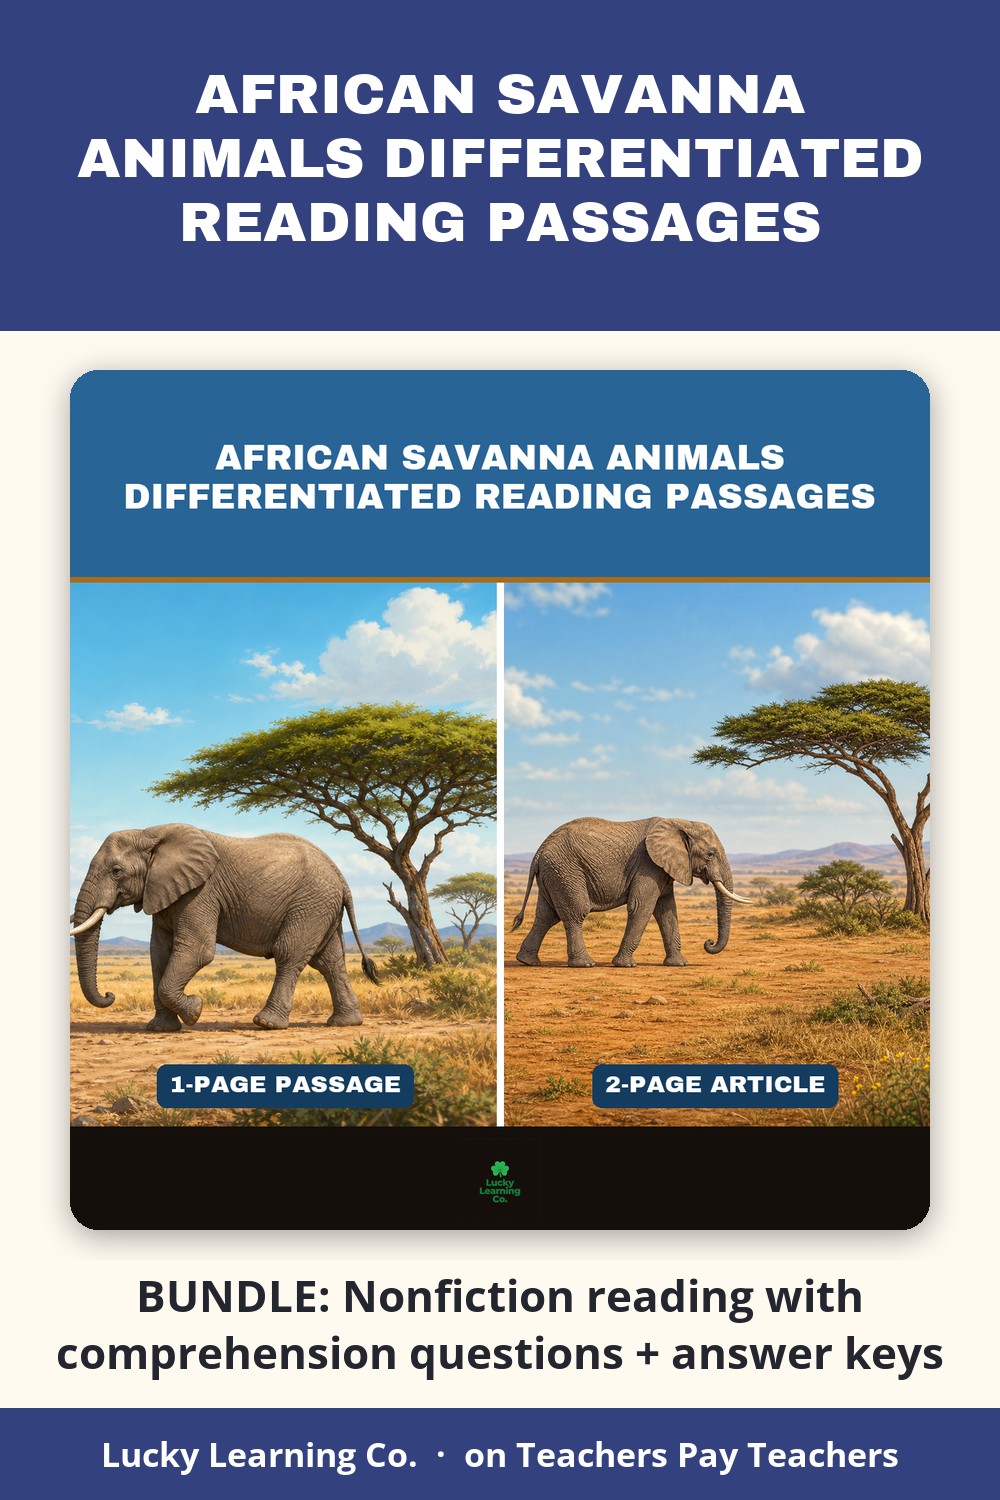 AFRICAN SAVANNA
ANIMALS DIFFERENTIATED
READING PASSAGES
AFRICAN SAVANNA ANIMALS
DIFFERENTIATED READING PASSAGES
1-PAGE PASSAGE
2-PAGE ARTICLE
Lucky
Learning
Co.
BUNDLE: Nonfiction reading with
comprehension questions + answer keys
Lucky Learning Co. · on Teachers Pay Teachers